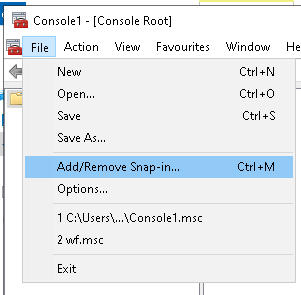 Console1 - [Console Root]
File Action View Favourites Window He
New Ctrl+N
Open... Ctrl+O
Save Ctrl+S
Save As...
Add/Remove Snap-in... Ctrl+M
Options...
1 C:\Users\...\Console1.msc
2 wf.msc
Exit